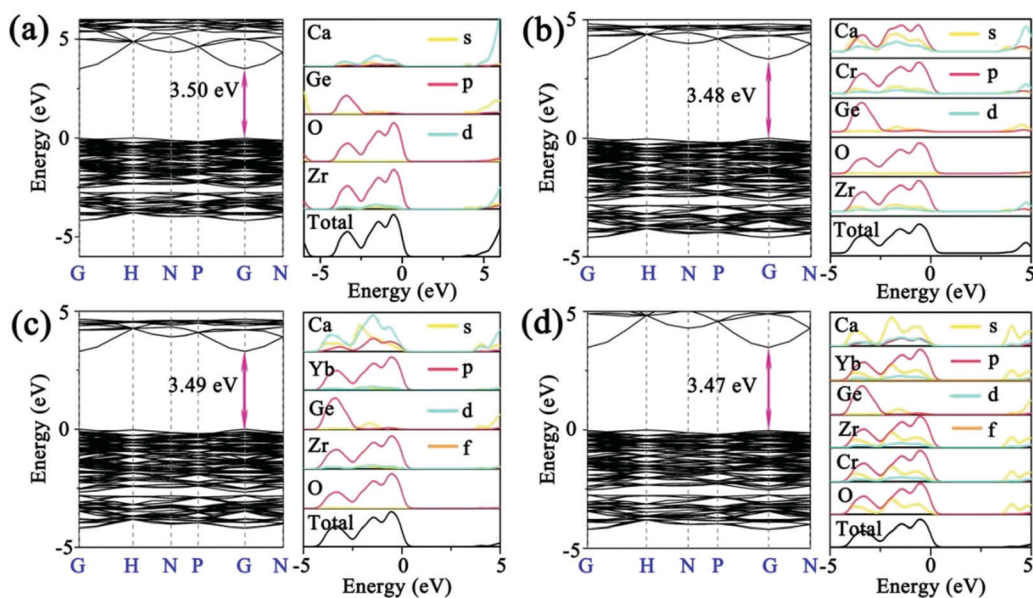 (a)
Energy (eV)
5
0
-5
3.50 eV
G H N P G N
Ca
s
Ge
p
O
d
Zr
Total
-5 0 5
Energy (eV)
(b)
Energy (eV)
5
0
-5
3.48 eV
G H N P G N
Ca
s
Cr
p
Ge
d
O
Zr
Total
-5 0 5
Energy (eV)
(c)
Energy (eV)
5
0
-5
3.49 eV
G H N P G N
Ca
s
Yb
p
Ge
d
Zr
f
O
Total
-5 0 5
Energy (eV)
(d)
Energy (eV)
5
0
-5
3.47 eV
G H N P G N
Ca
s
Yb
p
Ge
d
Zr
f
Cr
O
Total
-5 0 5
Energy (eV)